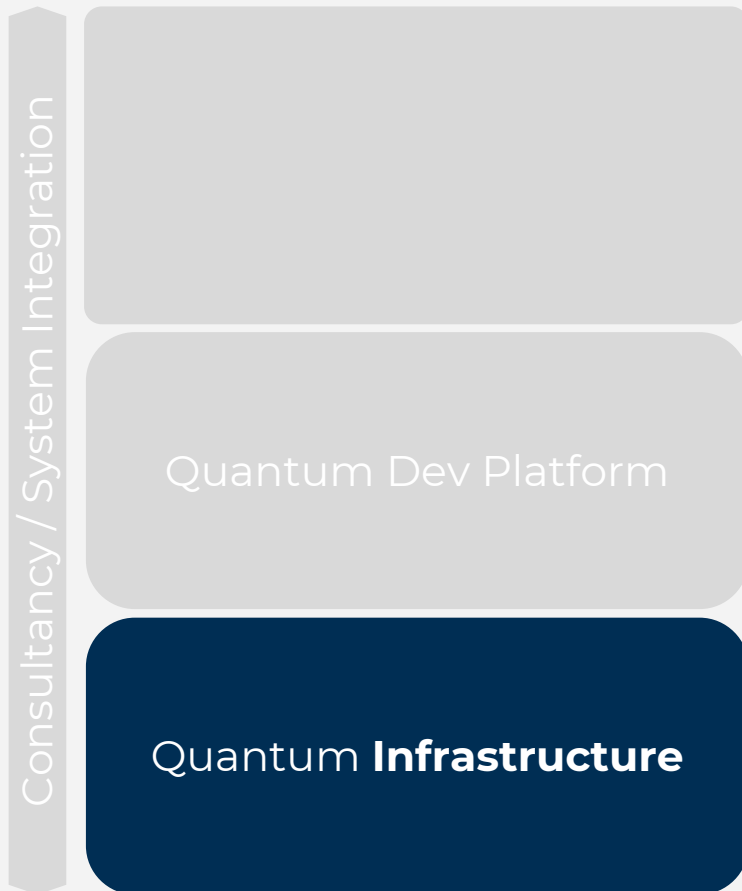 Consultancy / System Integration
Quantum Dev Platform
Quantum Infrastructure